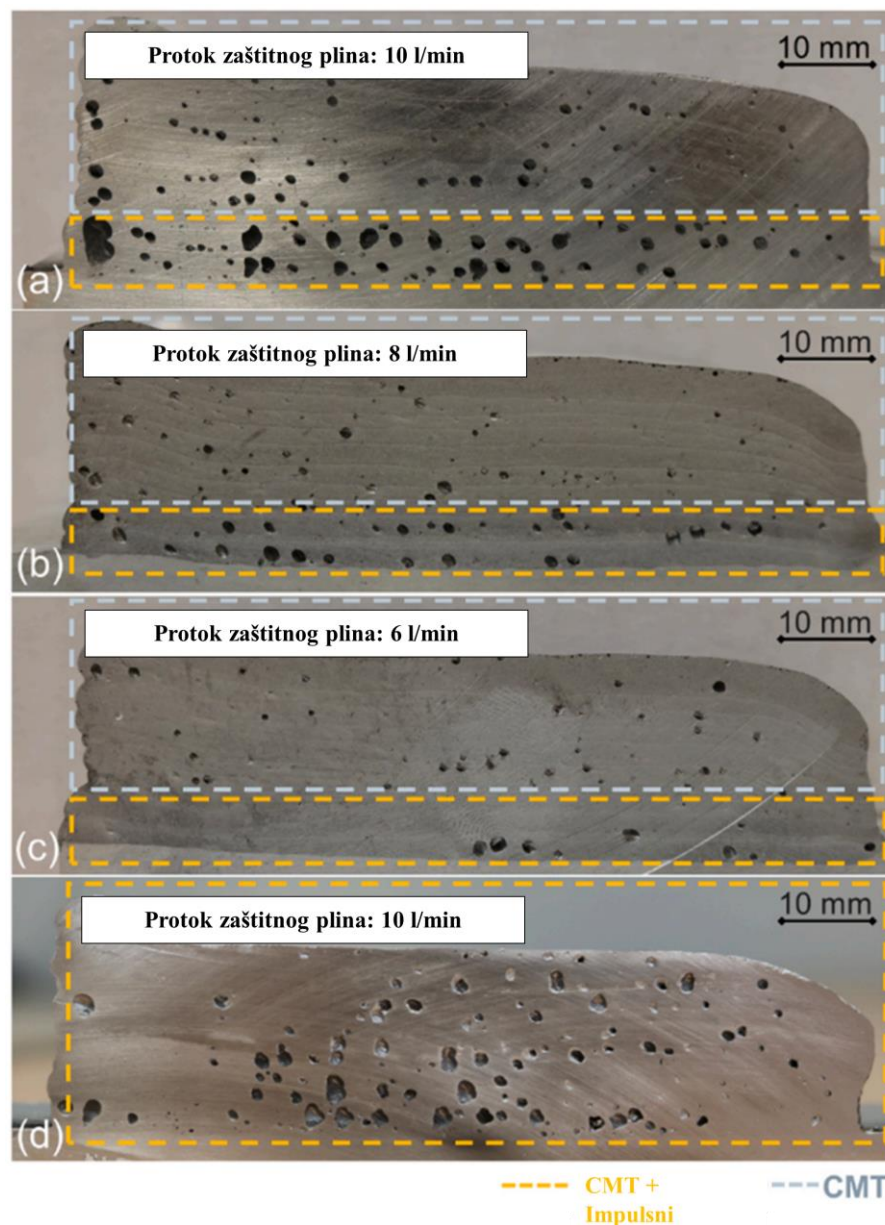 Protok zaštitnog plina: 10 l/min
10 mm
(a)
Protok zaštitnog plina: 8 l/min
10 mm
(b)
Protok zaštitnog plina: 6 l/min
10 mm
(c)
Protok zaštitnog plina: 10 l/min
10 mm
(d)
CMT +
Impulsni
CMT